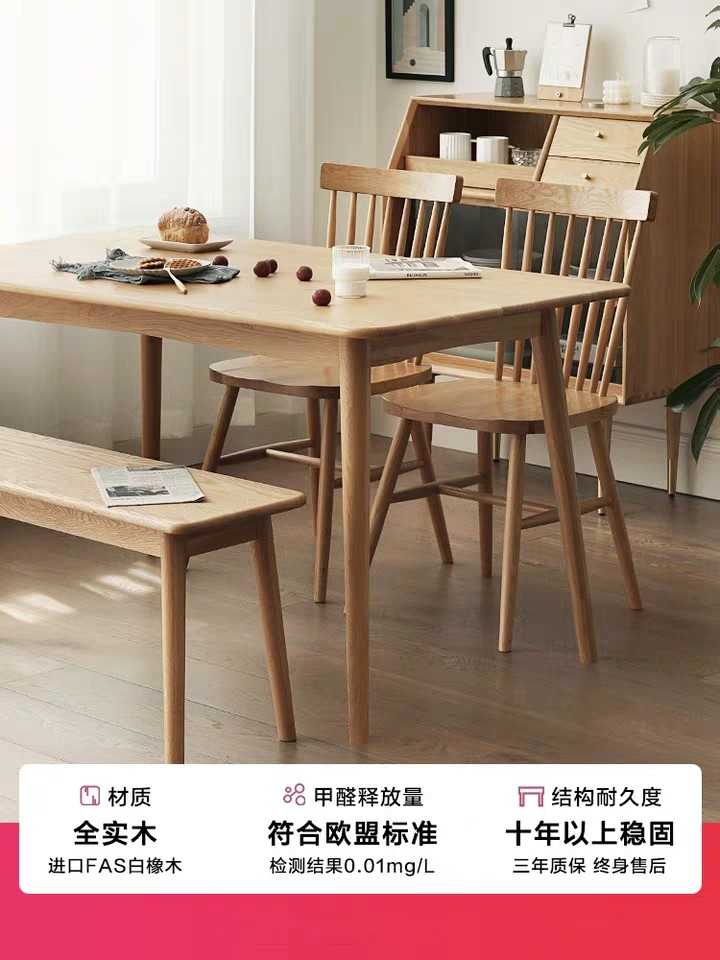 材质
全实木
进口FAS白橡木
甲醛释放量
符合欧盟标准
检测结果0.01mg/L
结构耐久度
十年以上稳固
三年质保 终身售后